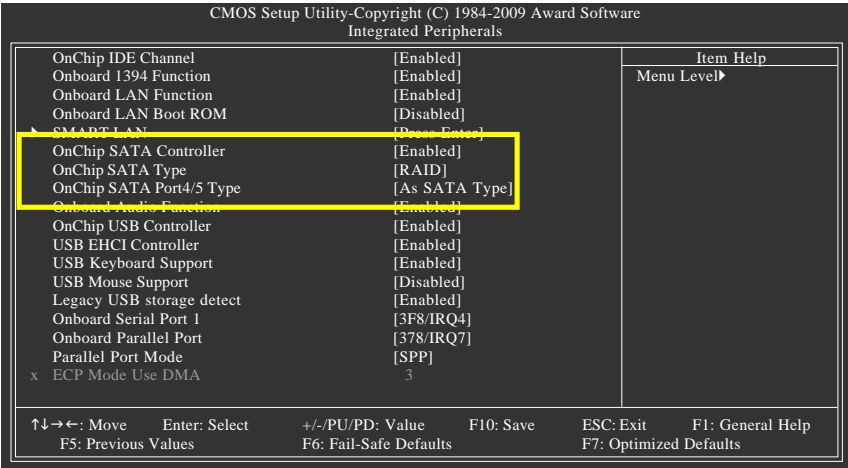 CMOS Setup Utility-Copyright (C) 1984-2009 Award Software
Integrated Peripherals
OnChip IDE Channel [Enabled] Item Help
Onboard 1394 Function [Enabled] Menu Level▶
Onboard LAN Function [Enabled]
Onboard LAN Boot ROM [Disabled]
▶ SMART LAN [Press Enter]
OnChip SATA Controller [Enabled]
OnChip SATA Type [RAID]
OnChip SATA Port4/5 Type [As SATA Type]
Onboard Audio Function [Enabled]
OnChip USB Controller [Enabled]
USB EHCI Controller [Enabled]
USB Keyboard Support [Enabled]
USB Mouse Support [Disabled]
Legacy USB storage detect [Enabled]
Onboard Serial Port 1 [3F8/IRQ4]
Onboard Parallel Port [378/IRQ7]
Parallel Port Mode [SPP]
x ECP Mode Use DMA 3
↑↓→←: Move Enter: Select +/-/PU/PD: Value F10: Save ESC: Exit F1: General Help
F5: Previous Values F6: Fail-Safe Defaults F7: Optimized Defaults